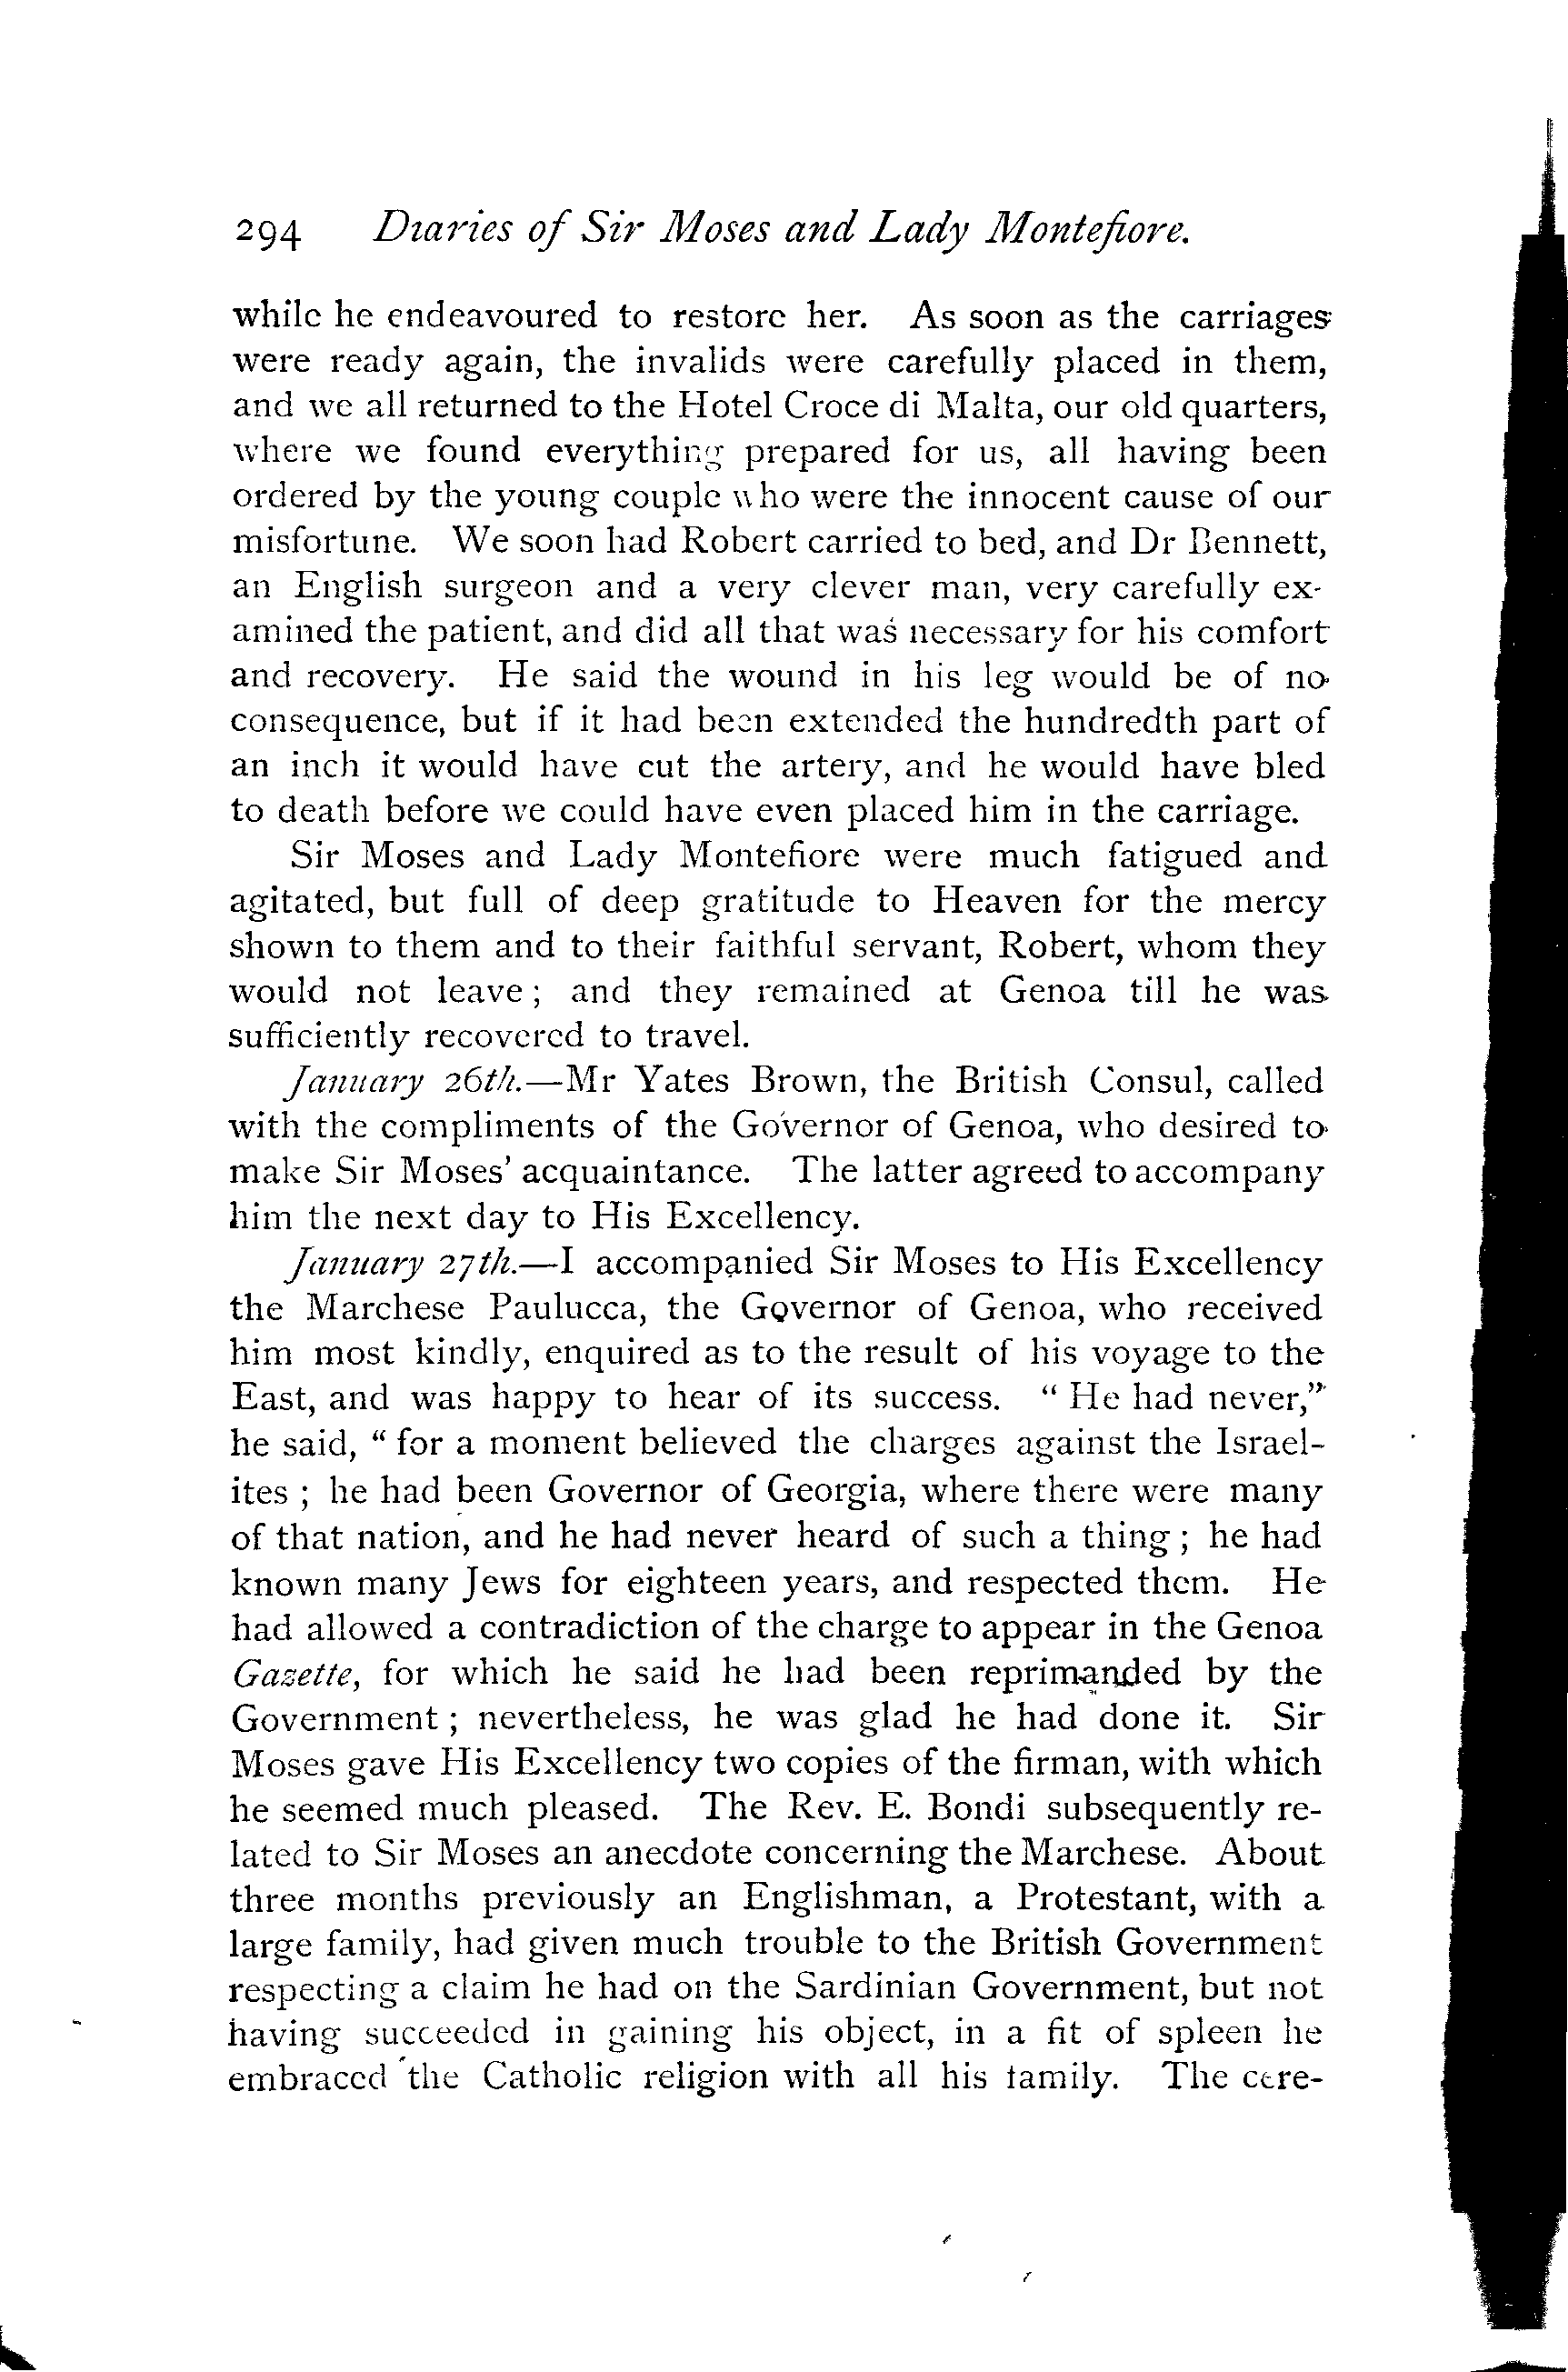 294 Diaries of Sir Moses and Lady Montefiore.
while he endeavoured to restore her. As soon as the carriages
were ready again, the invalids were carefully placed in them,
and we all returned to the Hotel Croce di Malta, our old quarters,
where we found everything prepared for us, all having been
ordered by the young couple who were the innocent cause of our
misfortune. We soon had Robert carried to bed, and Dr Bennett,
an English surgeon and a very clever man, very carefully ex-
amined the patient, and did all that was necessary for his comfort
and recovery. He said the wound in his leg would be of no
consequence, but if it had been extended the hundredth part of
an inch it would have cut the artery, and he would have bled
to death before we could have even placed him in the carriage.
Sir Moses and Lady Montefiore were much fatigued and
agitated, but full of deep gratitude to Heaven for the mercy
shown to them and to their faithful servant, Robert, whom they
would not leave; and they remained at Genoa till he was
sufficiently recovered to travel.
January 26th.—Mr Yates Brown, the British Consul, called
with the compliments of the Governor of Genoa, who desired to
make Sir Moses' acquaintance. The latter agreed to accompany
him the next day to His Excellency.
January 27th.—I accompanied Sir Moses to His Excellency
the Marchese Paulucca, the Governor of Genoa, who received
him most kindly, enquired as to the result of his voyage to the
East, and was happy to hear of its success. "He had never,"
he said, "for a moment believed the charges against the Israel-
ites; he had been Governor of Georgia, where there were many
of that nation, and he had never heard of such a thing; he had
known many Jews for eighteen years, and respected them. He
had allowed a contradiction of the charge to appear in the Genoa
Gazette, for which he said he had been reprimanded by the
Government; nevertheless, he was glad he had done it. Sir
Moses gave His Excellency two copies of the firman, with which
he seemed much pleased. The Rev. E. Bondi subsequently re-
lated to Sir Moses an anecdote concerning the Marchese. About
three months previously an Englishman, a Protestant, with a
large family, had given much trouble to the British Government
respecting a claim he had on the Sardinian Government, but not
having succeeded in gaining his object, in a fit of spleen he
embraced the Catholic religion with all his family. The cere-